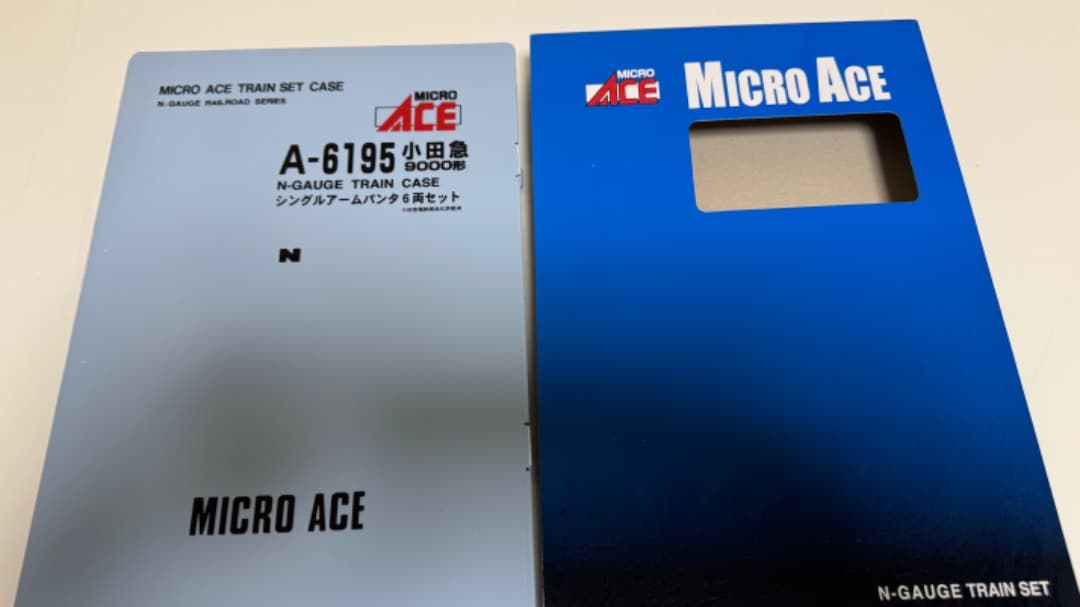 MICRO ACE TRAIN SET CASE
N-GAUGE RAILROAD SERIES
MICRO
ACE
A-6195 小田急
9000形
N-GAUGE TRAIN CASE
シングルアームパンタ6両セット
N
MICRO ACE
MICRO
ACE
MICRO ACE
N-GAUGE TRAIN SET